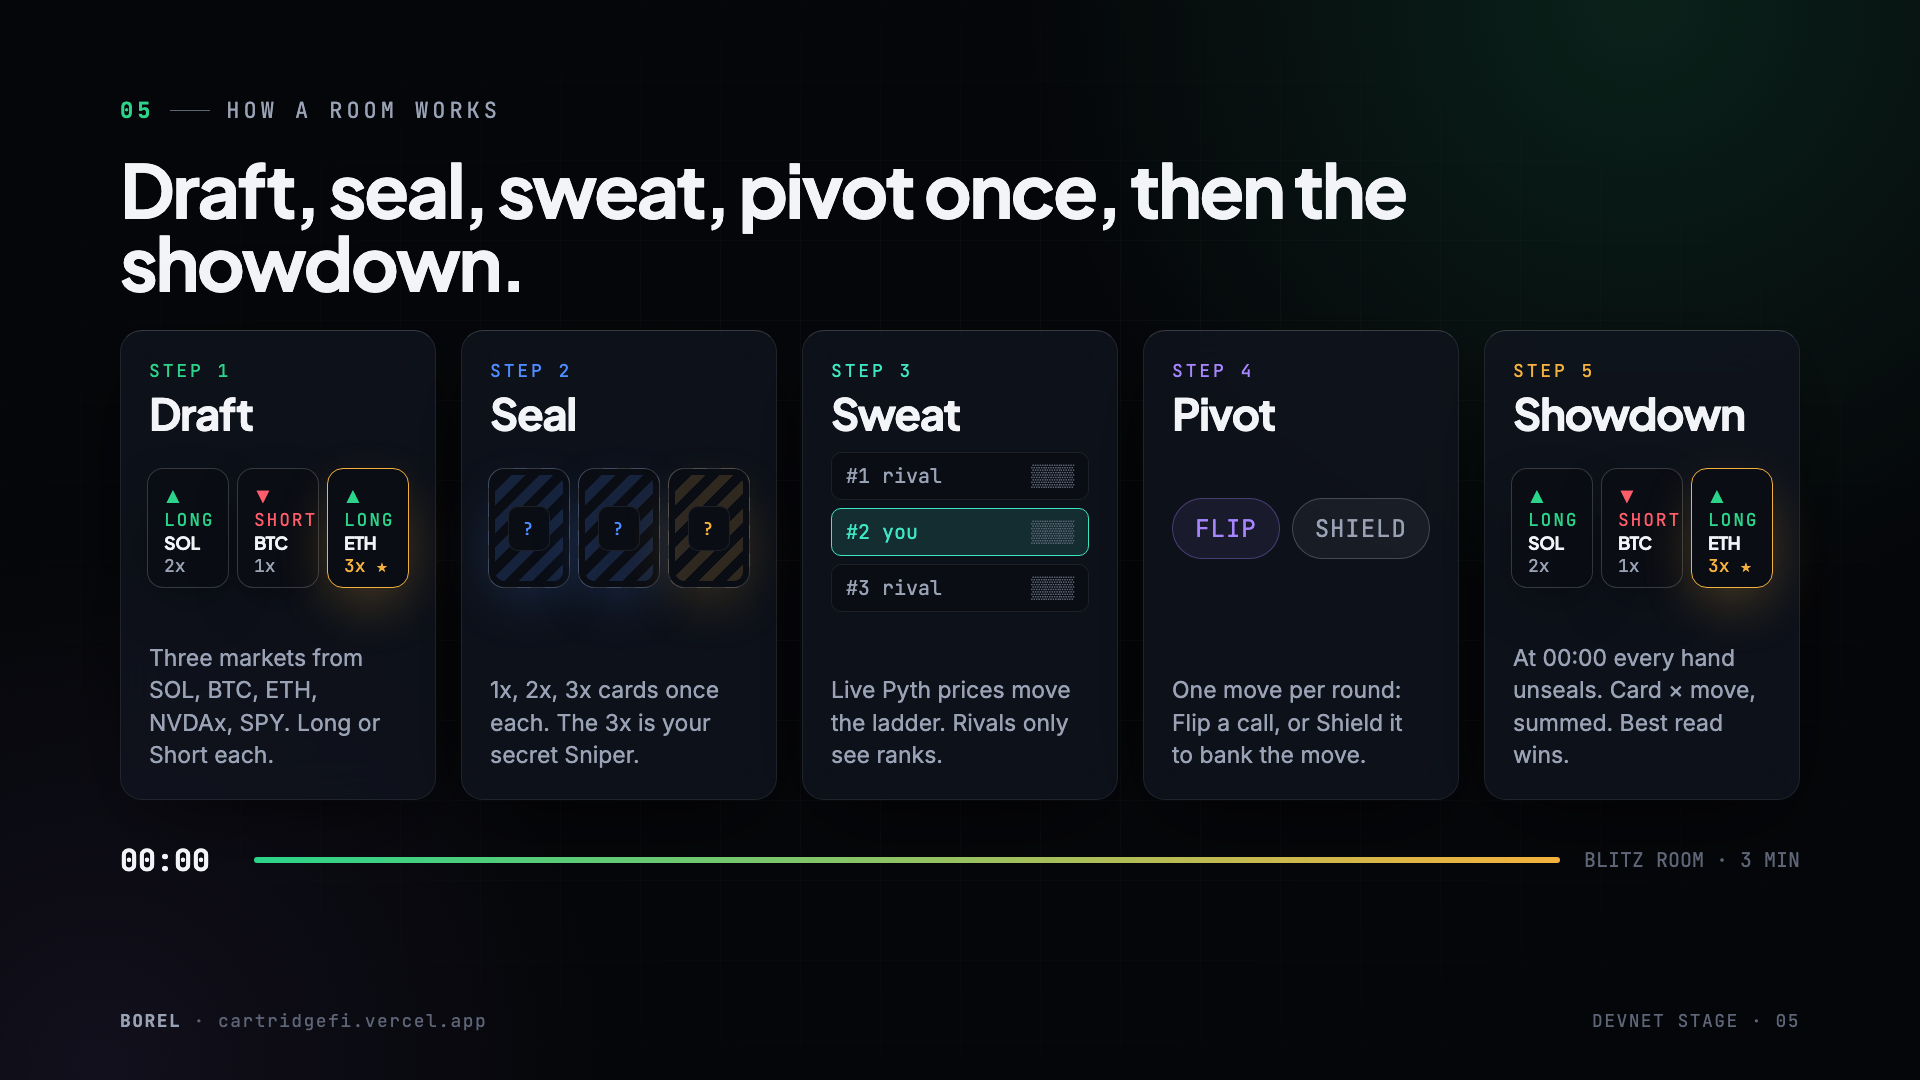 05 — HOW A ROOM WORKS
Draft, seal, sweat, pivot once, then the
showdown.
STEP 1
Draft
▲ LONG SOL 2x
▼ SHORT BTC 1x
▲ LONG ETH 3x ★
Three markets from
SOL, BTC, ETH,
NVDAx, SPY. Long or
Short each.
STEP 2
Seal
? ? ?
1x, 2x, 3x cards once
each. The 3x is your
secret Sniper.
STEP 3
Sweat
#1 rival ▒▒▒▒
#2 you ▒▒▒▒
#3 rival ▒▒▒▒
Live Pyth prices move
the ladder. Rivals only
see ranks.
STEP 4
Pivot
FLIP SHIELD
One move per round:
Flip a call, or Shield it
to bank the move.
STEP 5
Showdown
▲ LONG SOL 2x
▼ SHORT BTC 1x
▲ LONG ETH 3x ★
At 00:00 every hand
unseals. Card × move,
summed. Best read
wins.
00:00
BLITZ ROOM · 3 MIN
BOREL · cartridgefi.vercel.app
DEVNET STAGE · 05